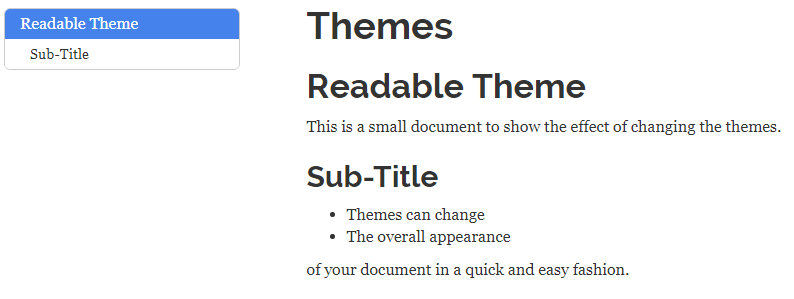 Readable Theme
Sub-Title
Themes
Readable Theme
This is a small document to show the effect of changing the themes.
Sub-Title
• Themes can change
• The overall appearance
of your document in a quick and easy fashion.